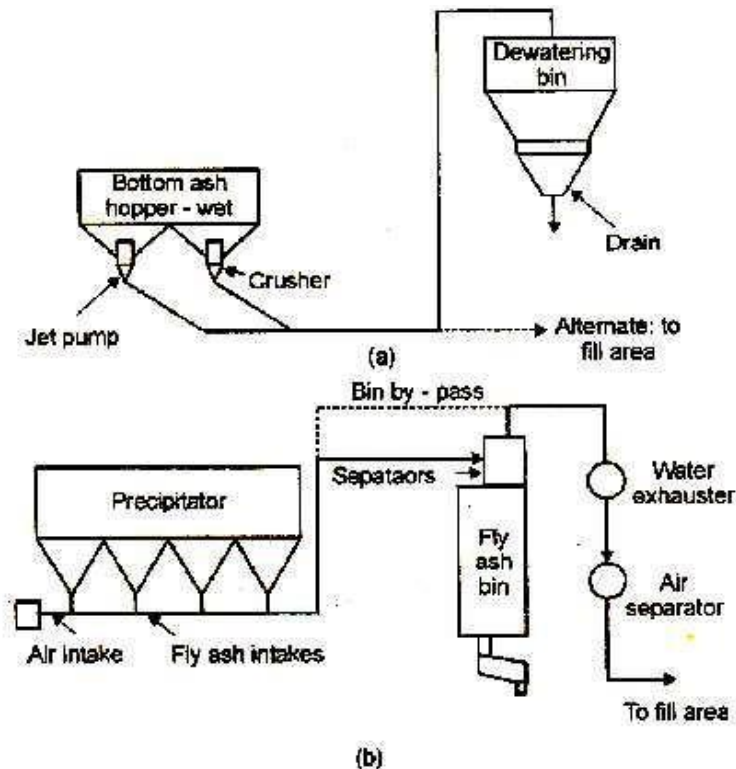 Dewatering
bin
Bottom ash
hopper - wet
Drain
Crusher
Jet pump
Alternate: to
fill area
(a)
Bin by - pass
Sepataors
Water
exhauster
Precipitator
Fly
ash
bin
Air
separator
Air intake
Fly ash intakes
To fill area
(b)